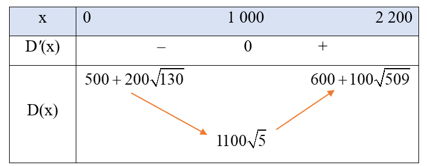 x 0 1 000 2 200
D′(x) – 0 +
500 + 200√130 600 + 100√509
D(x)
1100√5